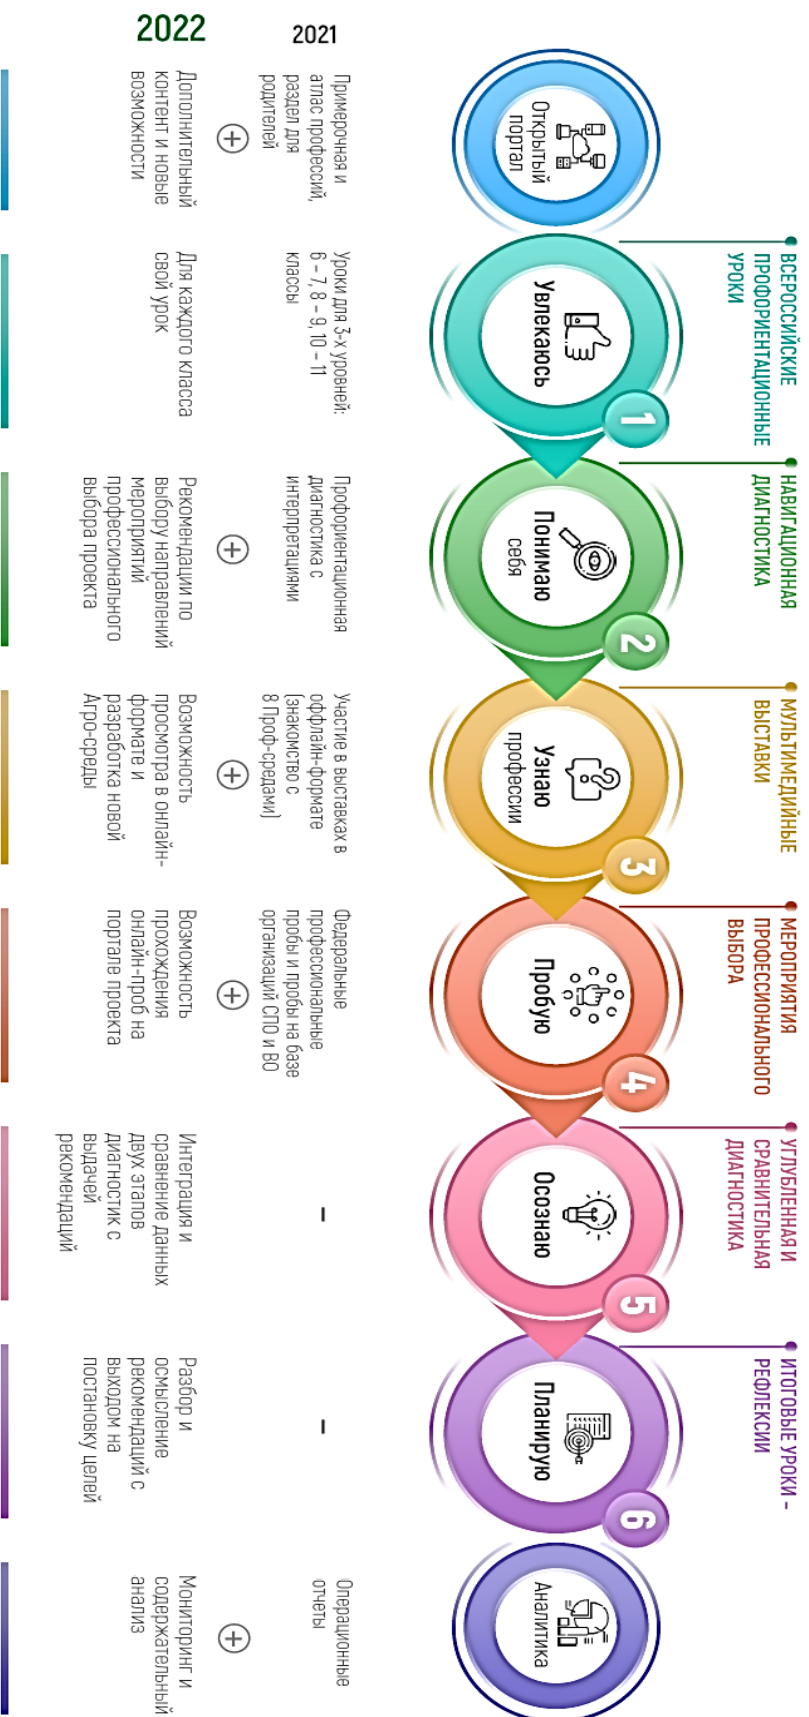 ВСЕРОССИЙСКИЕ
ПРОФОРИЕНТАЦИОННЫЕ
УРОКИ
НАВИГАЦИОННАЯ
ДИАГНОСТИКА
МУЛЬТИМЕДИЙНЫЕ
ВЫСТАВКИ
МЕРОПРИЯТИЯ
ПРОФЕССИОНАЛЬНОГО
ВЫБОРА
УГЛУБЛЕННАЯ И
СРАВНИТЕЛЬНАЯ
ДИАГНОСТИКА
ИТОГОВЫЕ УРОКИ –
РЕФЛЕКСИИ
Открытый
портал
1
Увлекаюсь
2
Понимаю
себя
3
Узнаю
профессии
4
Пробую
5
Осознаю
6
Планирую
Аналитика
2021
Примерочная и
атлас профессий,
раздел для
родителей
Уроки для 3-х уровней:
6 – 7, 8 – 9, 10 – 11
классы
Профориентационная
диагностика с
интерпретациями
Участие в выставках в
оффлайн-формате
(знакомство с
8 Проф-средами)
Федеральные
профессиональные
пробы и пробы на базе
организаций СПО и ВО
–
–
Операционные
отчеты
+
+
+
+
+
2022
Дополнительный
контент и новые
возможности
Для каждого класса
свой урок
Рекомендации по
выбору направлений
мероприятий
профессионального
выбора проекта
Возможность
просмотра в онлайн-
формате и
разработка новой
Агро-среды
Возможность
прохождения
онлайн-проб на
портале проекта
Интеграция и
сравнение данных
двух этапов
диагностик с
выдачей
рекомендаций
Разбор и
осмысление
рекомендаций с
выходом на
постановку целей
Мониторинг и
содержательный
анализ